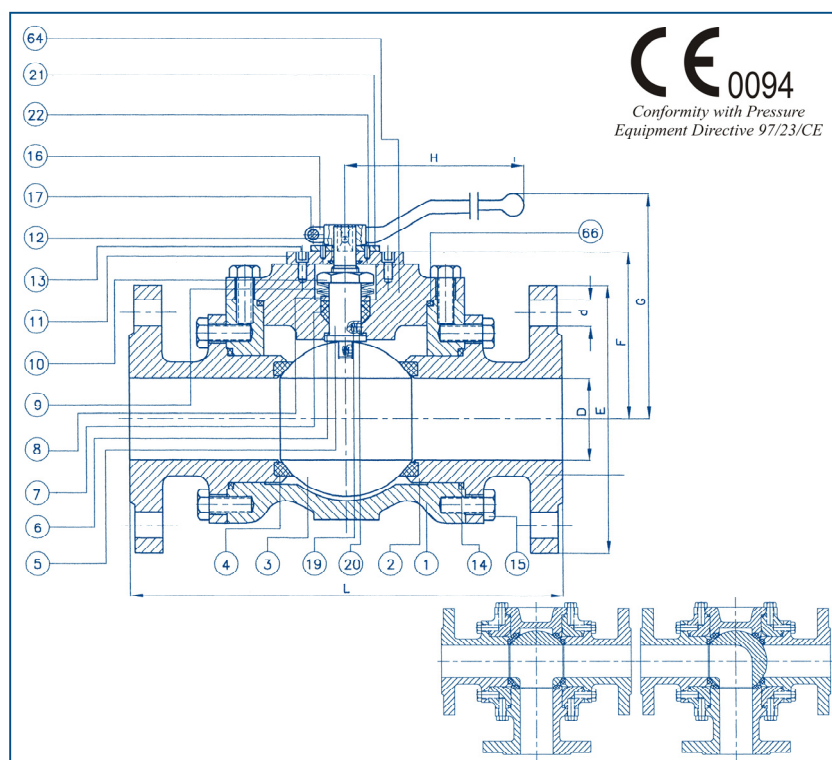 64
21
22
16
17
12
13
11
10
9
8
7
6
5
4
3
19
20
2
1
14
15
66
H
G
F
d
D
E
L
CE 0094
Conformity with Pressure
Equipment Directive 97/23/CE